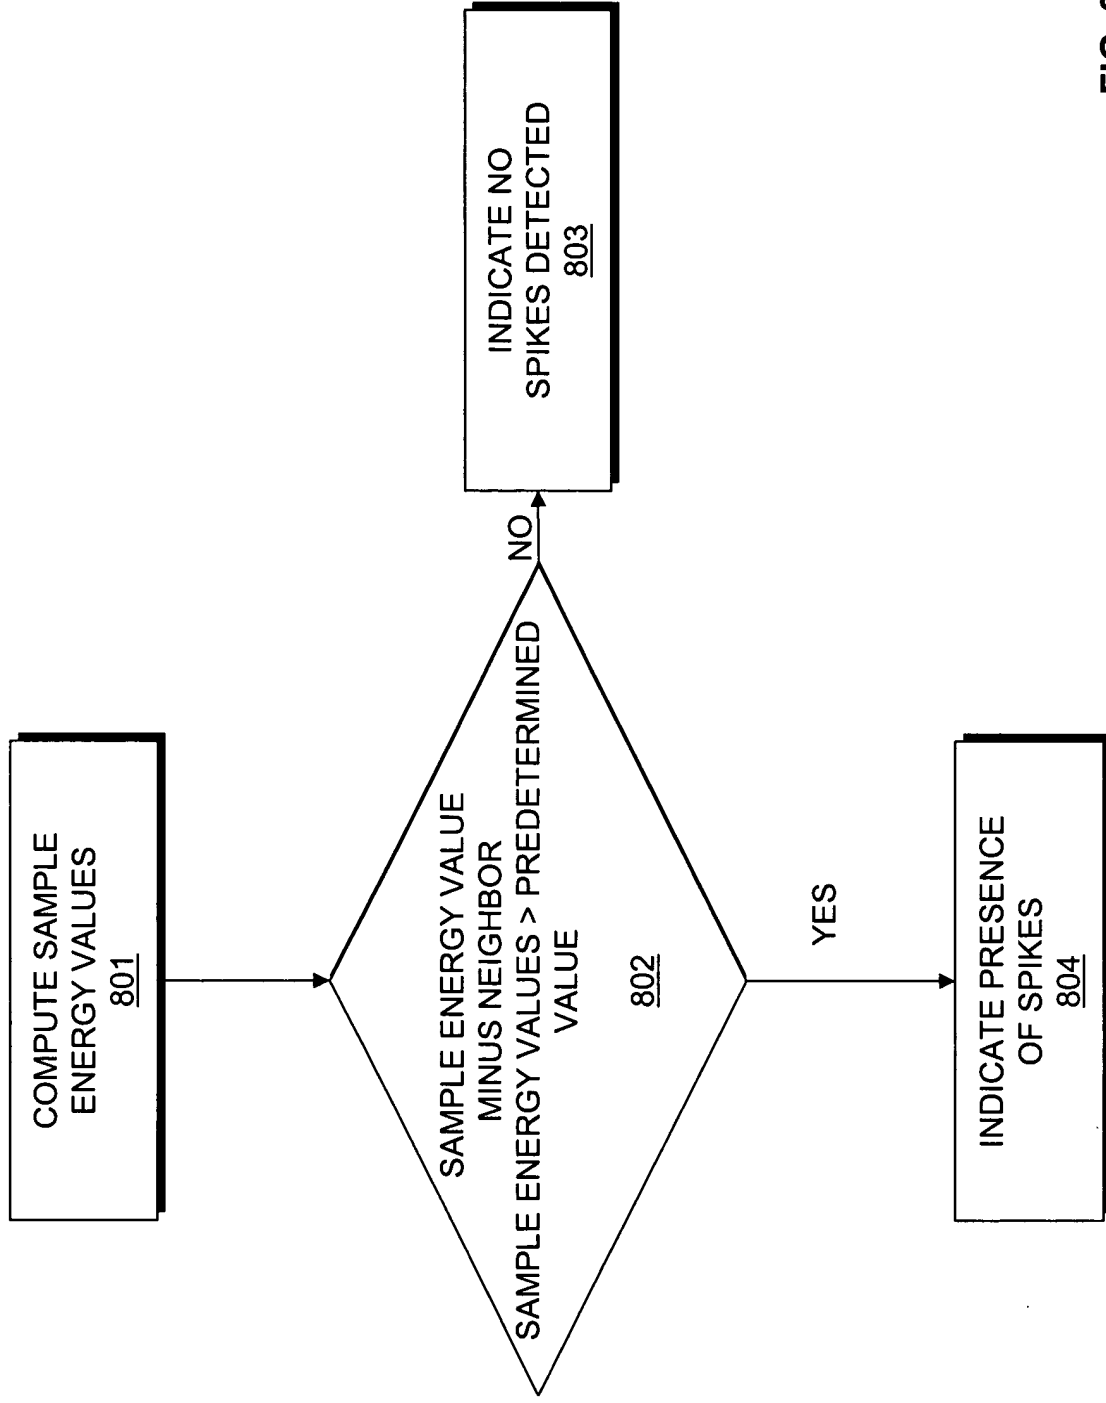 COMPUTE SAMPLE
ENERGY VALUES
801
SAMPLE ENERGY VALUE
MINUS NEIGHBOR
SAMPLE ENERGY VALUES > PREDETERMINED
VALUE
802
NO
INDICATE NO
SPIKES DETECTED
803
YES
INDICATE PRESENCE
OF SPIKES
804
FIG.